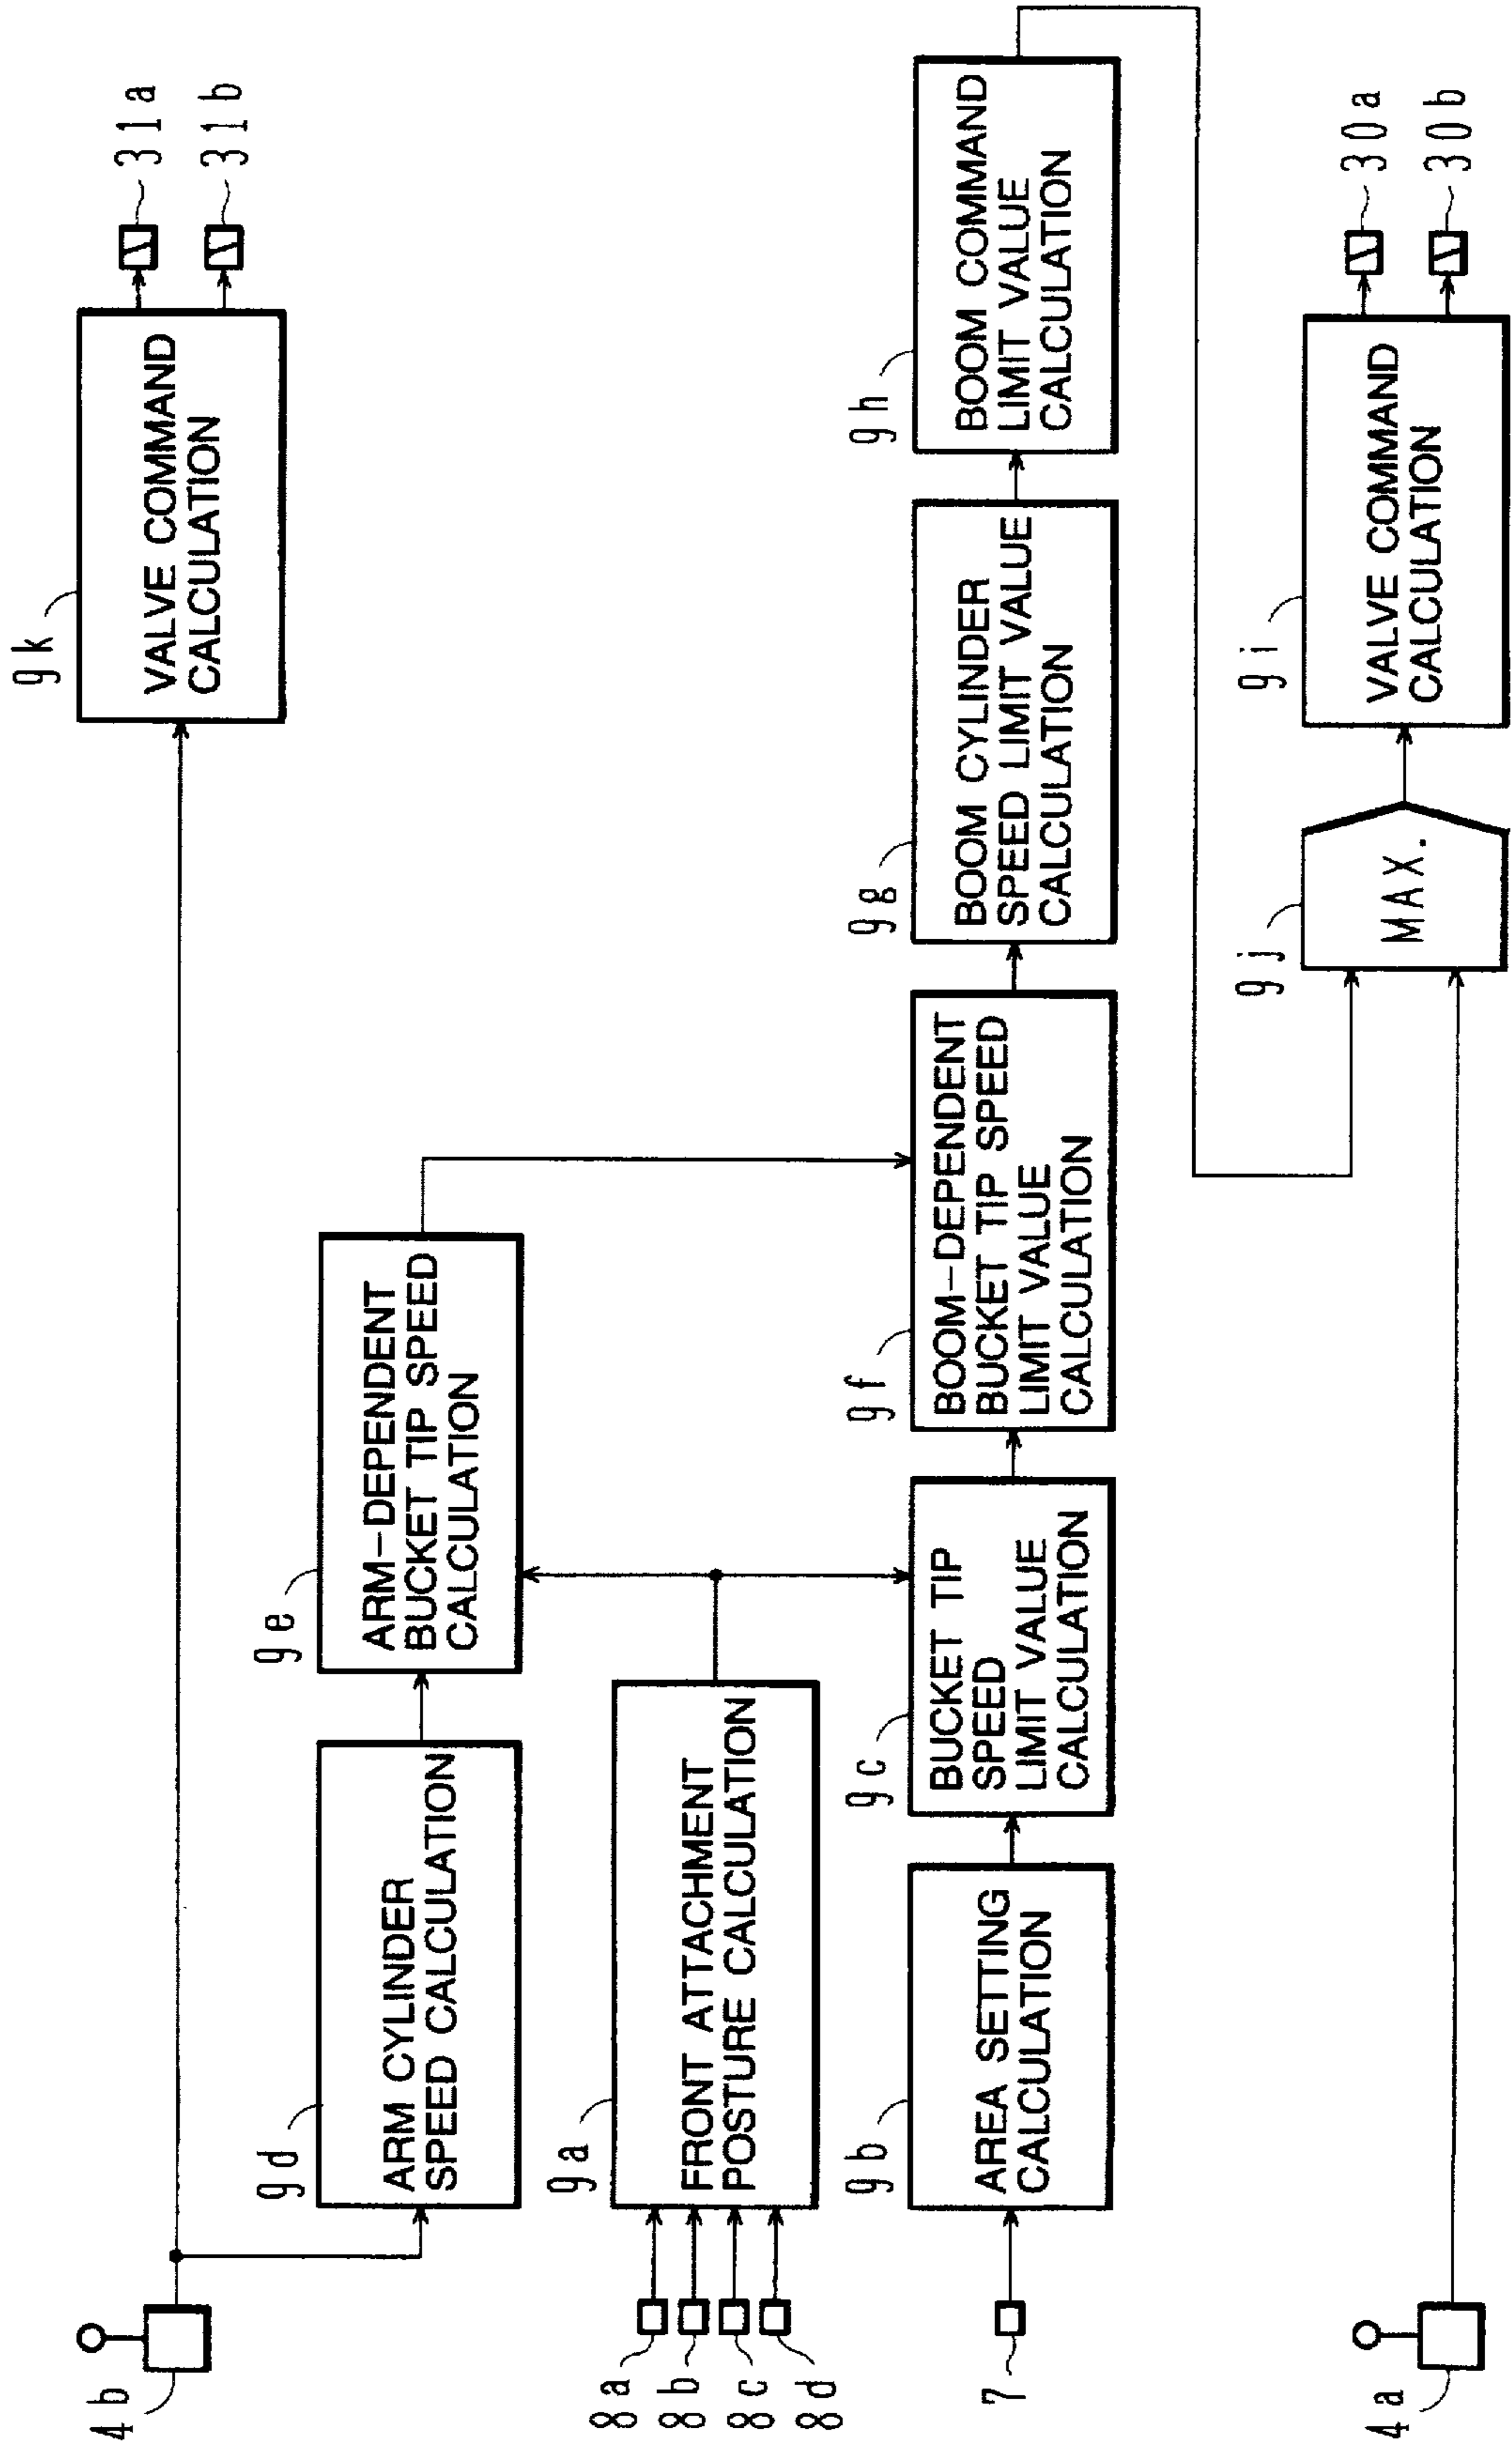 4b
9k
VALVE COMMAND
CALCULATION
31a
31b
9d
ARM CYLINDER
SPEED CALCULATION
9e
ARM-DEPENDENT
BUCKET TIP SPEED
CALCULATION
8a
8b
8c
8d
9a
FRONT ATTACHMENT
POSTURE CALCULATION
7
9b
AREA SETTING
CALCULATION
9c
BUCKET TIP
SPEED
LIMIT VALUE
CALCULATION
9f
BOOM-DEPENDENT
BUCKET TIP SPEED
LIMIT VALUE
CALCULATION
9g
BOOM CYLINDER
SPEED LIMIT VALUE
CALCULATION
9h
BOOM COMMAND
LIMIT VALUE
CALCULATION
4a
9j
MAX.
9i
VALVE COMMAND
CALCULATION
30a
30b